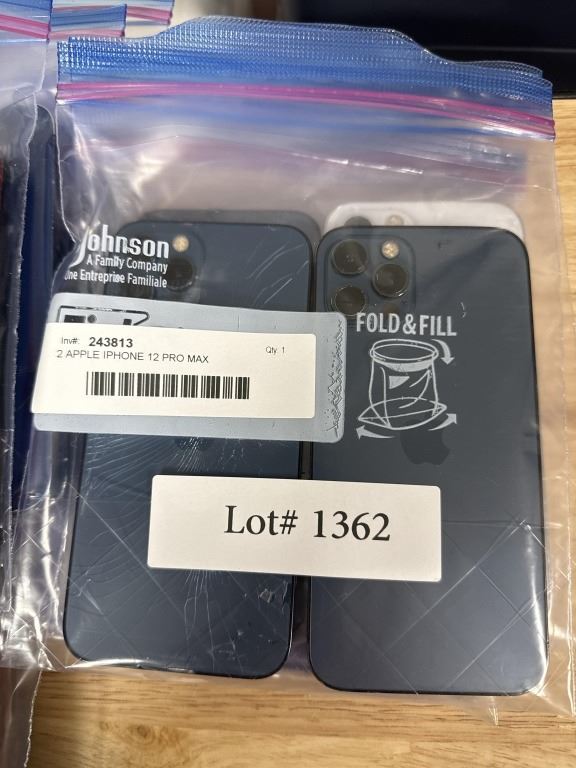 Johnson
A Family Company
Une Entreprise Familiale
Inv#: 243813 Qty. 1
2 APPLE IPHONE 12 PRO MAX
FOLD & FILL
Lot# 1362